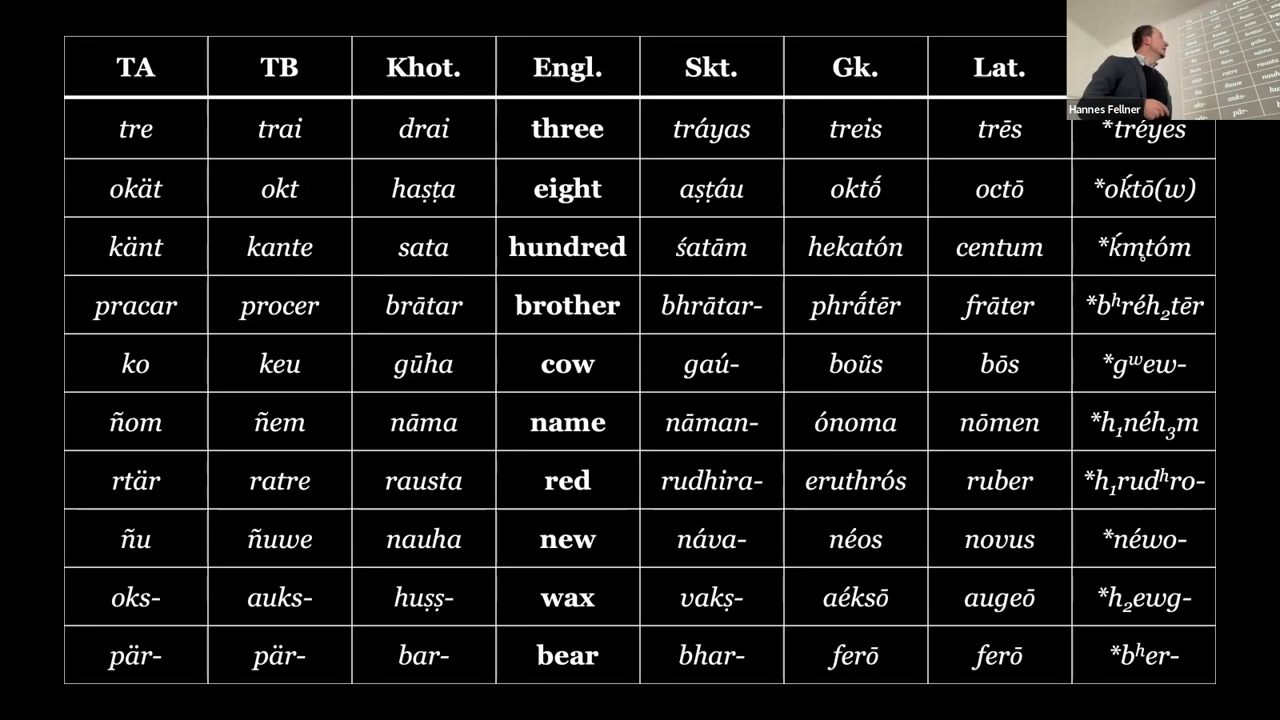 TA TB Khot. Engl. Skt. Gk. Lat.
Hannes Fellner
tre trai drai three tráyas treis trēs *tréyes
okät okt haṣṭa eight aṣṭáu oktṓ octō *oḱtō(w)
känt kante sata hundred śatām hekatón centum *ḱm̥tóm
pracar procer brātar brother bhrātar- phrā́tēr frāter *bʰréh₂tēr
ko keu gūha cow gaú- boũs bōs *gʷew-
ñom ñem nāma name nāman- ónoma nōmen *h₁néh₃m
rtär ratre rausta red rudhira- eruthrós ruber *h₁rudʰro-
ñu ñuwe nauha new náva- néos novus *néwo-
oks- auks- huṣṣ- wax vakṣ- aéksō augeō *h₂ewg-
pär- pär- bar- bear bhar- ferō ferō *bʰer-